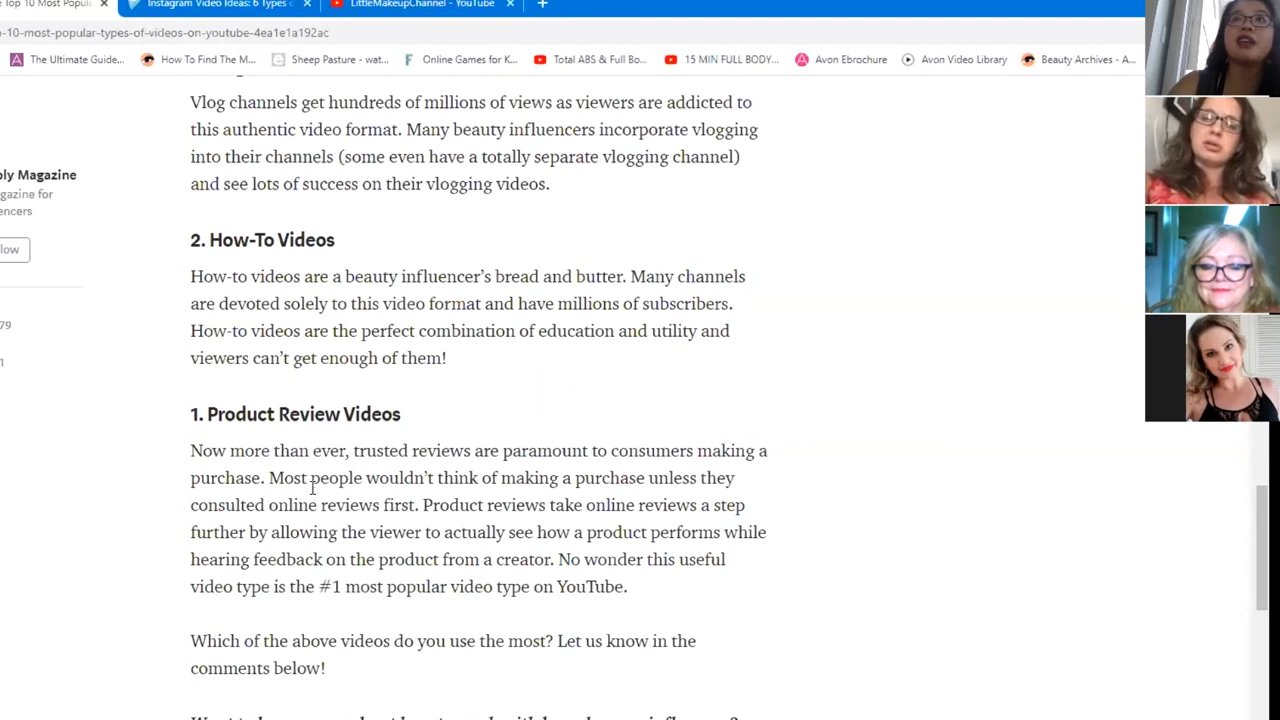 Top 10 Most Popul
Instagram Video Ideas: 6 Types
LittleMakeupChannel - YouTube
-10-most-popular-types-of-videos-on-youtube-4ea1e1a192ac
The Ultimate Guide...
How To Find The M...
Sheep Pasture - wat...
Online Games for K...
Total ABS & Full Bo...
15 MIN FULL BODY...
Avon Ebrochure
Avon Video Library
Beauty Archives - A...
Vlog channels get hundreds of millions of views as viewers are addicted to
this authentic video format. Many beauty influencers incorporate vlogging
into their channels (some even have a totally separate vlogging channel)
and see lots of success on their vlogging videos.
ply Magazine
gazine for
encers
low
79
1
2. How-To Videos
How-to videos are a beauty influencer's bread and butter. Many channels
are devoted solely to this video format and have millions of subscribers.
How-to videos are the perfect combination of education and utility and
viewers can't get enough of them!
1. Product Review Videos
Now more than ever, trusted reviews are paramount to consumers making a
purchase. Most people wouldn't think of making a purchase unless they
consulted online reviews first. Product reviews take online reviews a step
further by allowing the viewer to actually see how a product performs while
hearing feedback on the product from a creator. No wonder this useful
video type is the #1 most popular video type on YouTube.
Which of the above videos do you use the most? Let us know in the
comments below!